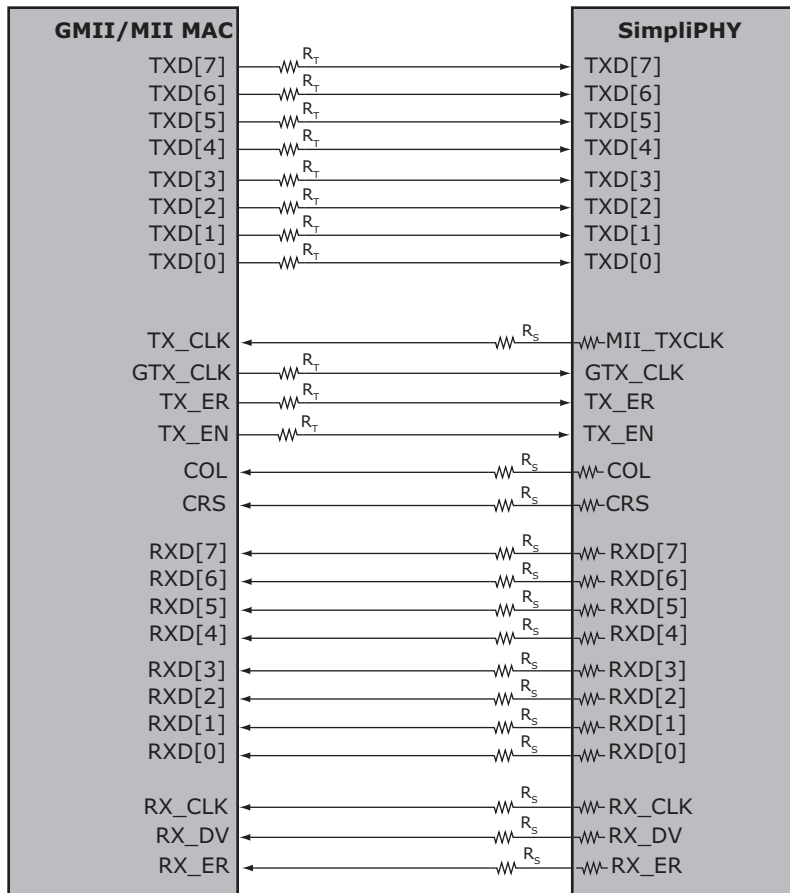 GMII/MII MAC SimpliPHY
TXD[7] R_T TXD[7]
TXD[6] R_T TXD[6]
TXD[5] R_T TXD[5]
TXD[4] R_T TXD[4]
TXD[3] R_T TXD[3]
TXD[2] R_T TXD[2]
TXD[1] R_T TXD[1]
TXD[0] R_T TXD[0]
TX_CLK R_S MII_TXCLK
GTX_CLK R_T GTX_CLK
TX_ER R_T TX_ER
TX_EN R_T TX_EN
COL R_S COL
CRS R_S CRS
RXD[7] R_S RXD[7]
RXD[6] R_S RXD[6]
RXD[5] R_S RXD[5]
RXD[4] R_S RXD[4]
RXD[3] R_S RXD[3]
RXD[2] R_S RXD[2]
RXD[1] R_S RXD[1]
RXD[0] R_S RXD[0]
RX_CLK R_S RX_CLK
RX_DV R_S RX_DV
RX_ER R_S RX_ER